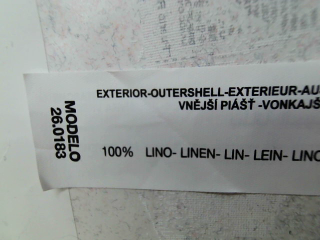 EXTERIOR-OUTERSHELL-EXTERIEUR-AU
VNĚJŠÍ PIÁŠŤ -VONKAJŠ
MODELO
26.0183
100% LINO- LINEN- LIN- LEIN- LINO